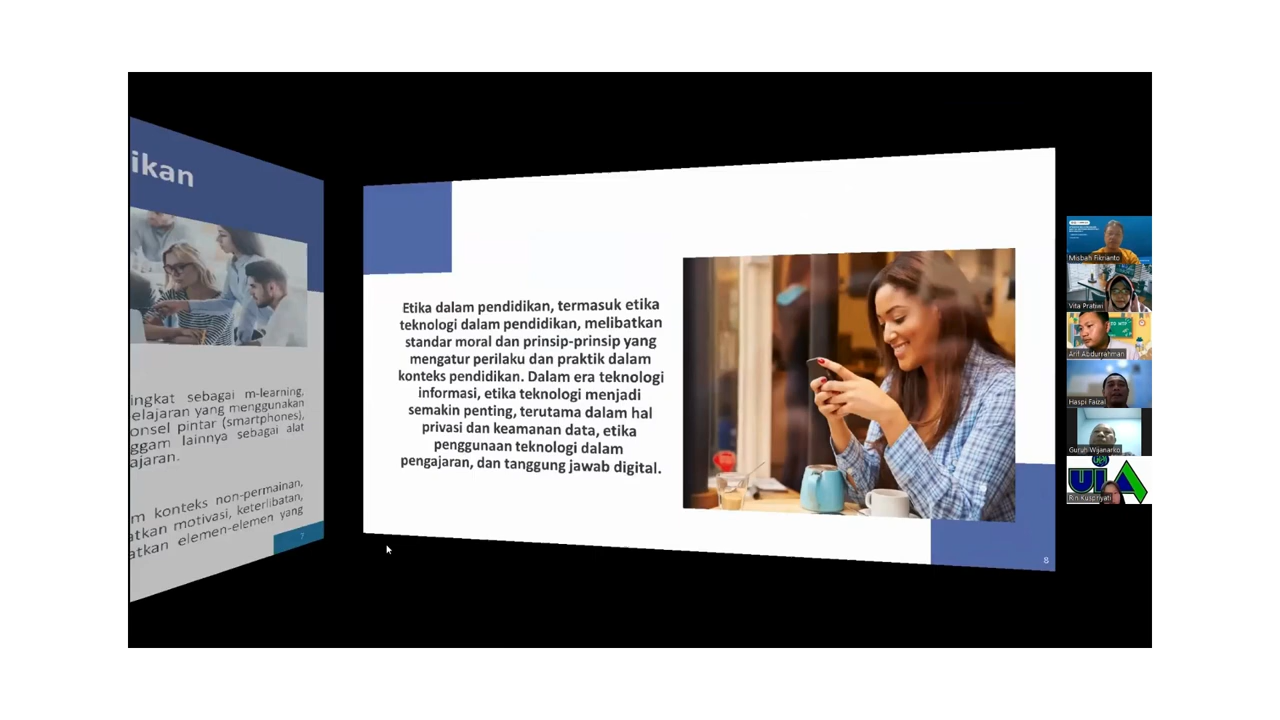 ikan
ingkat sebagai m-learning,
elajaran yang menggunakan
onsel pintar (smartphones),
ggam lainnya sebagai alat
ajaran.
m konteks non-permainan,
atkan motivasi, keterlibatan,
atkan elemen-elemen yang
7
Etika dalam pendidikan, termasuk etika
teknologi dalam pendidikan, melibatkan
standar moral dan prinsip-prinsip yang
mengatur perilaku dan praktik dalam
konteks pendidikan. Dalam era teknologi
informasi, etika teknologi menjadi
semakin penting, terutama dalam hal
privasi dan keamanan data, etika
penggunaan teknologi dalam
pengajaran, dan tanggung jawab digital.
8
Misbah Fikrianto
Vita Pratiwi
Arif Abdurrahman
Haspi Faizal
Guruh Wijanarko
UIA
Rin Kuspriyati